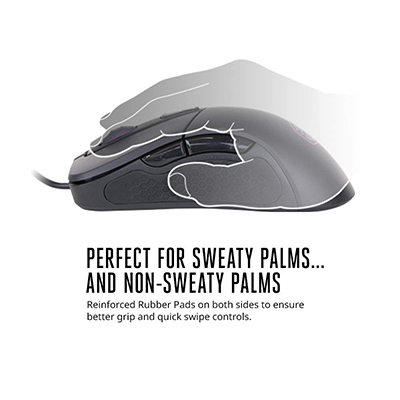 PERFECT FOR SWEATY PALMS...
AND NON-SWEATY PALMS
Reinforced Rubber Pads on both sides to ensure
better grip and quick swipe controls.